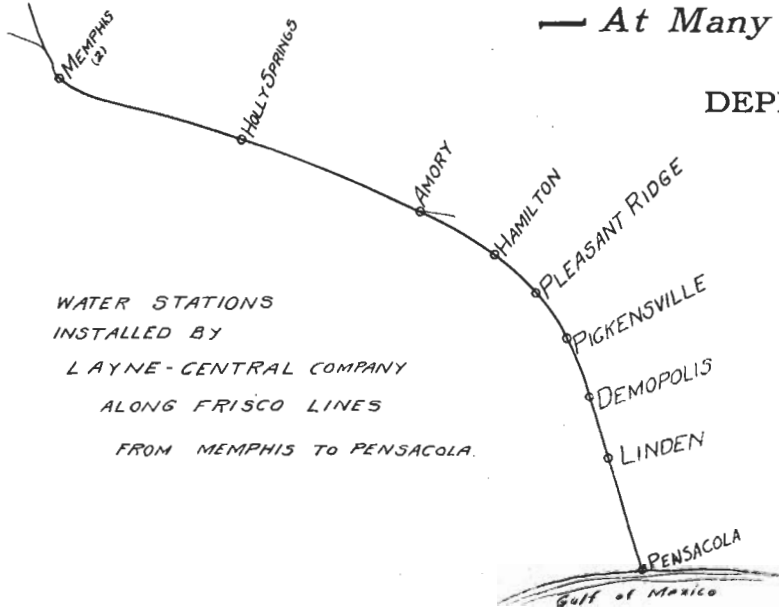 — At Many
MEMPHIS
(2)
HOLLY SPRINGS
DEP
AMORY
HAMILTON
PLEASANT RIDGE
PICKENSVILLE
DEMOPOLIS
LINDEN
PENSACOLA
WATER STATIONS
INSTALLED BY
LAYNE-CENTRAL COMPANY
ALONG FRISCO LINES
FROM MEMPHIS TO PENSACOLA.
Gulf of Mexico